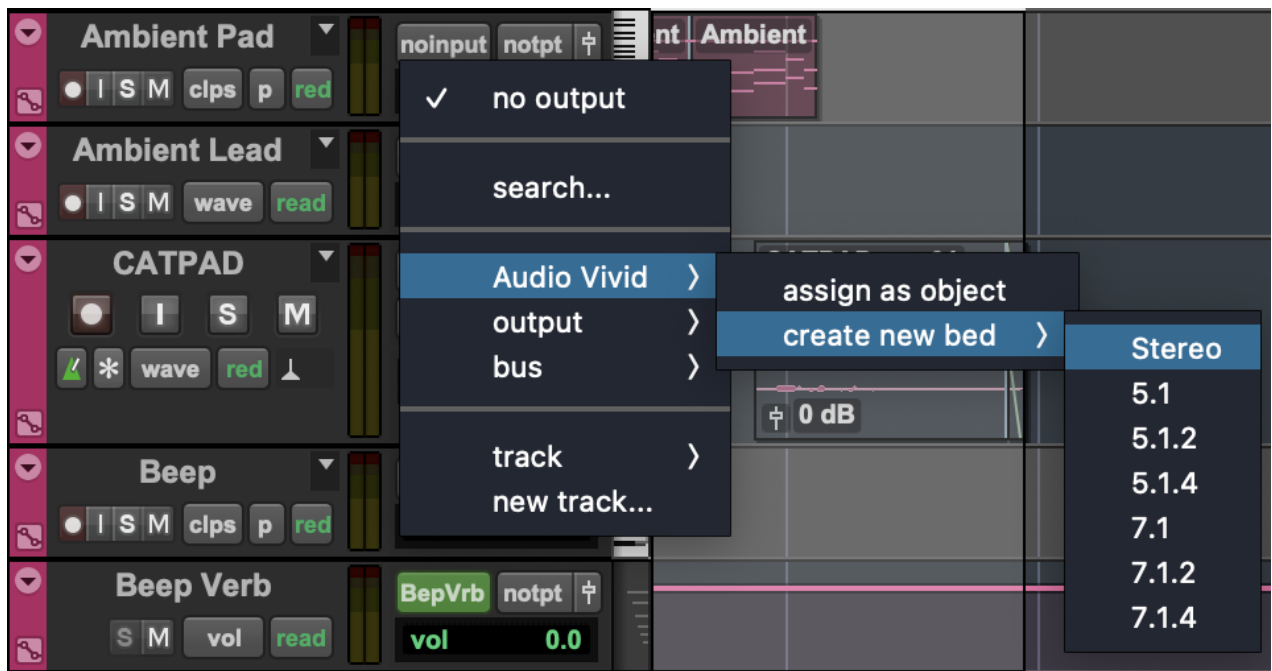 Ambient Pad
noinput notpt
nt Ambient
I S M clps p red
no output
Ambient Lead
I S M wave read
search...
CATPAD
Audio Vivid
assign as object
output
create new bed
I S M
Stereo
bus
wave red
5.1
0 dB
5.1.2
track
Beep
5.1.4
new track...
I S M clps p red
7.1
Beep Verb
BepVrb notpt
7.1.2
S M vol read
vol 0.0
7.1.4